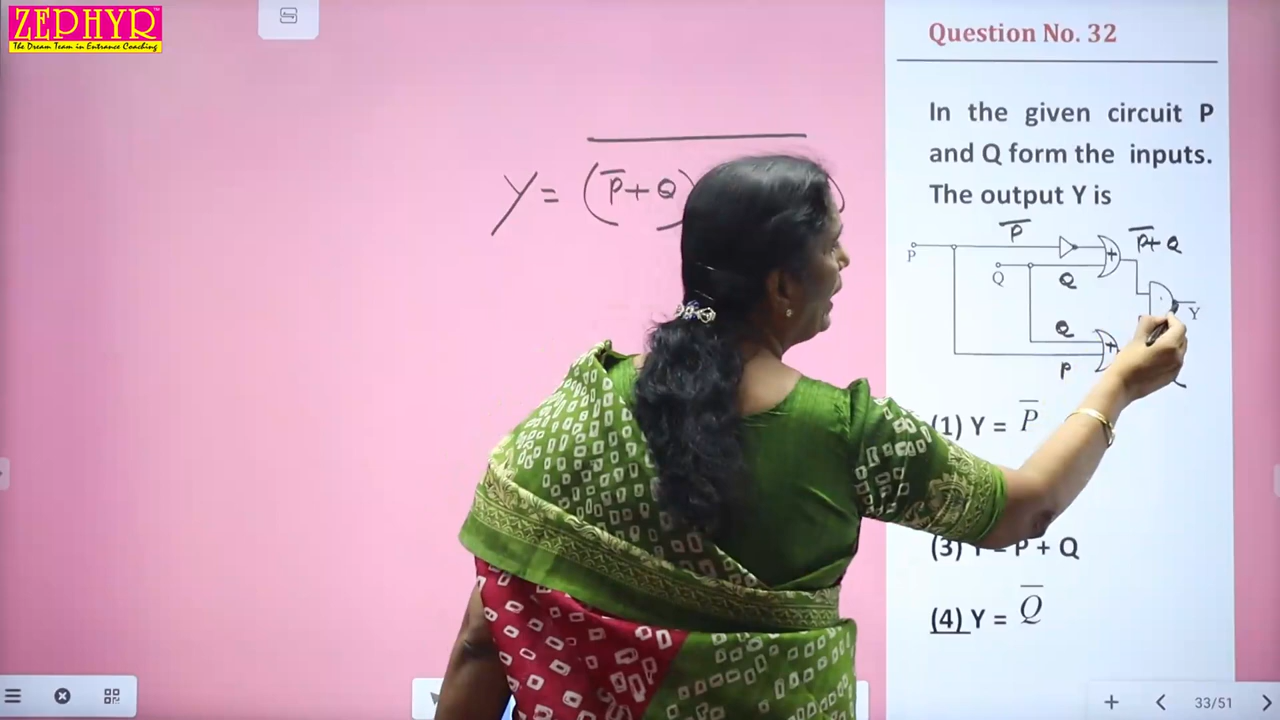 ZEPHYR™
The Dream Team in Entrance Coaching
Y = (P̅+Q)
Question No. 32
In the given circuit P
and Q form the inputs.
The output Y is
P̅
P̅+Q
P
Q
Q
Y
Q
P
(1) Y = P̅
(3) Y = P + Q
(4) Y = Q̅
33/51